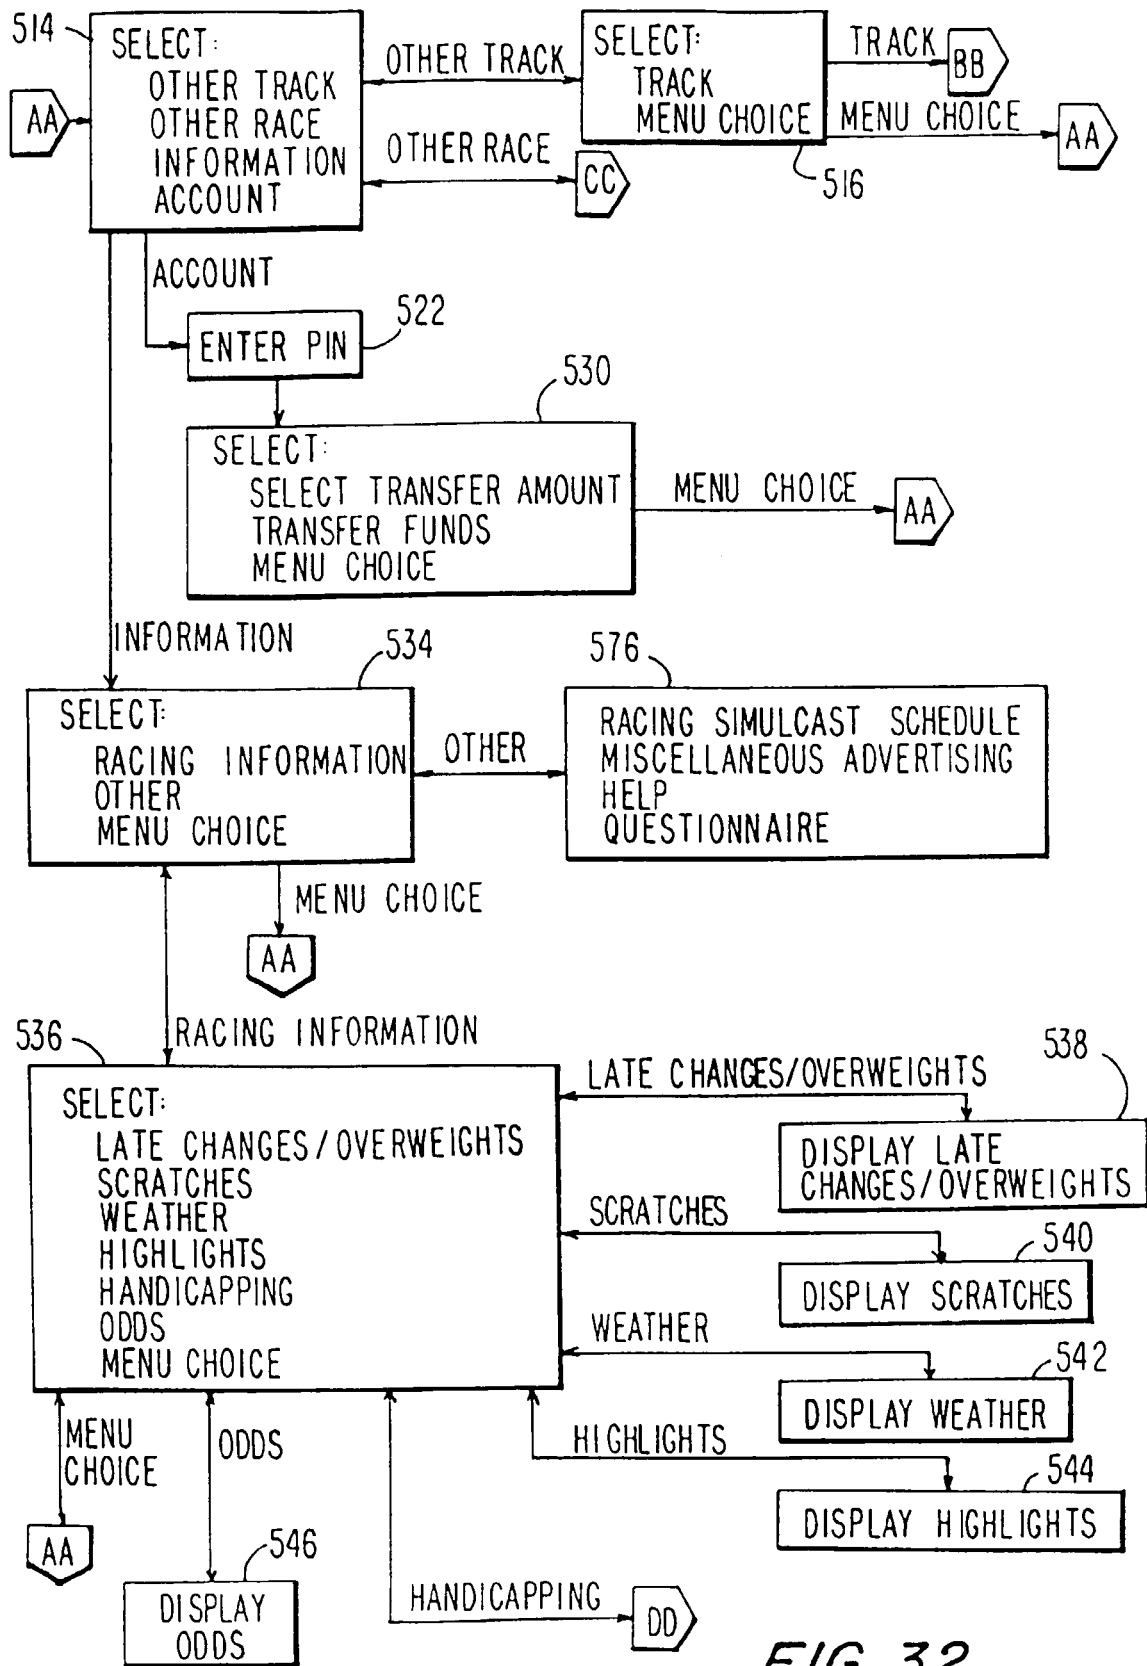 514
SELECT:
OTHER TRACK
OTHER RACE
INFORMATION
ACCOUNT
AA
OTHER TRACK
OTHER RACE
CC
SELECT:
TRACK
MENU CHOICE
516
TRACK
BB
MENU CHOICE
AA
ACCOUNT
ENTER PIN
522
530
SELECT:
SELECT TRANSFER AMOUNT
TRANSFER FUNDS
MENU CHOICE
MENU CHOICE
AA
INFORMATION
534
SELECT:
RACING INFORMATION
OTHER
MENU CHOICE
OTHER
576
RACING SIMULCAST SCHEDULE
MISCELLANEOUS ADVERTISING
HELP
QUESTIONNAIRE
MENU CHOICE
AA
RACING INFORMATION
536
SELECT:
LATE CHANGES/OVERWEIGHTS
SCRATCHES
WEATHER
HIGHLIGHTS
HANDICAPPING
ODDS
MENU CHOICE
LATE CHANGES/OVERWEIGHTS
538
DISPLAY LATE
CHANGES/OVERWEIGHTS
SCRATCHES
540
DISPLAY SCRATCHES
WEATHER
542
DISPLAY WEATHER
HIGHLIGHTS
544
DISPLAY HIGHLIGHTS
MENU
CHOICE
AA
ODDS
546
DISPLAY
ODDS
HANDICAPPING
DD
FIG. 32